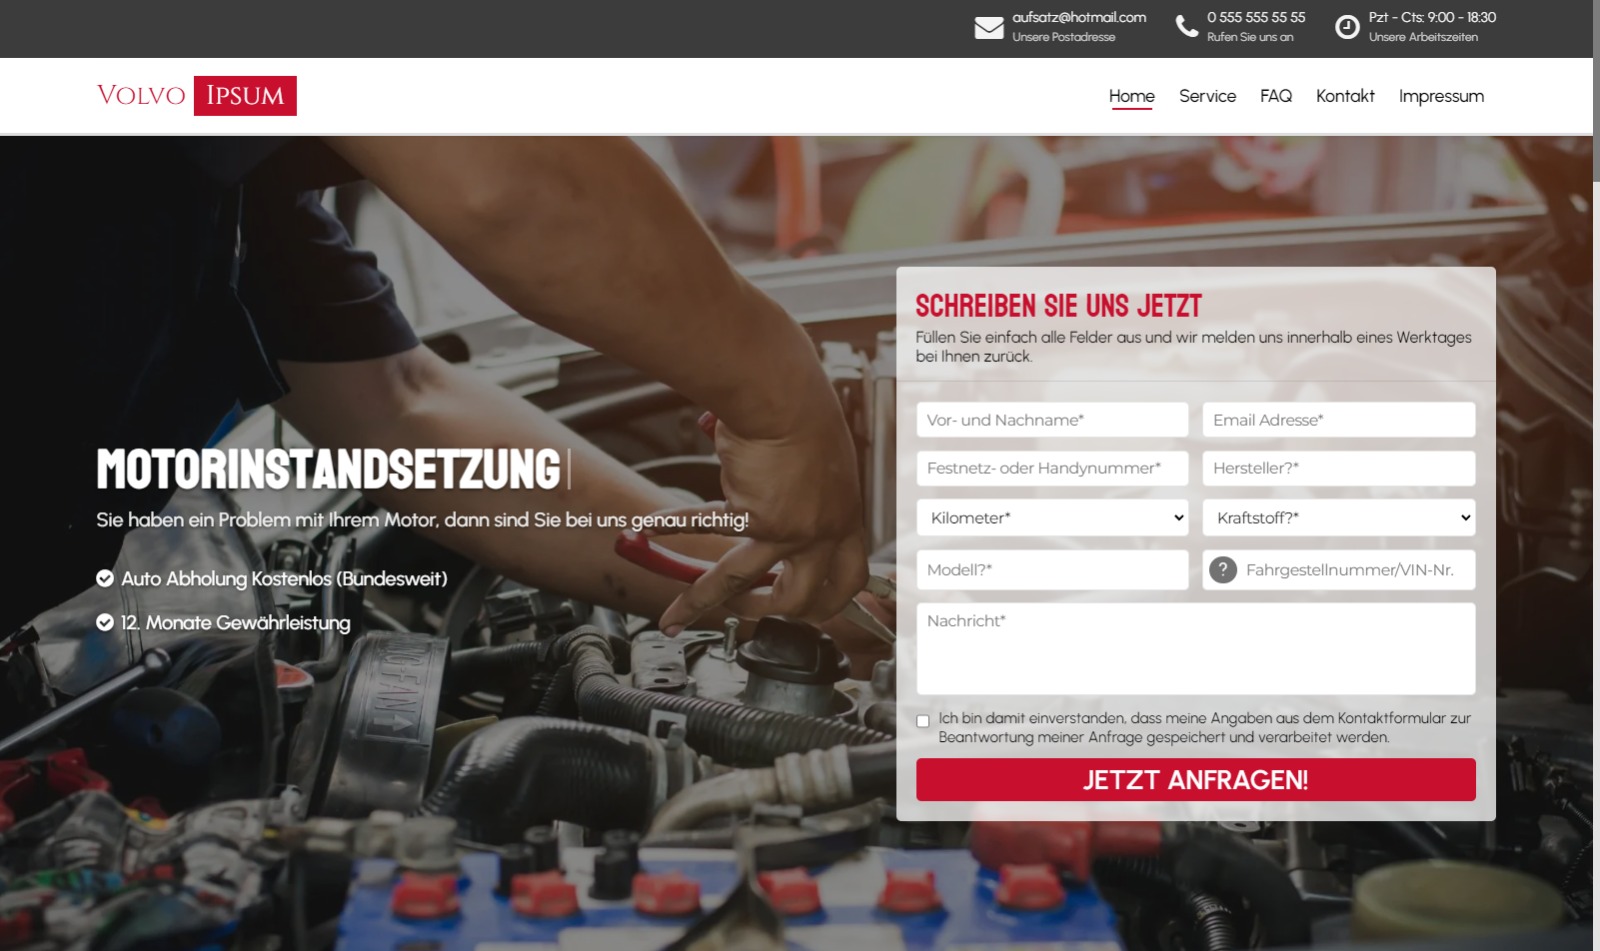 aufsatz@hotmail.com
Unsere Postadresse
0 555 555 55 55
Rufen Sie uns an
Pzt - Cts: 9:00 - 18:30
Unsere Arbeitszeiten
Volvo Ipsum
Home Service FAQ Kontakt Impressum
MOTORINSTANDSETZUNG
Sie haben ein Problem mit Ihrem Motor, dann sind Sie bei uns genau richtig!
Auto Abholung Kostenlos (Bundesweit)
12. Monate Gewährleistung
SCHREIBEN SIE UNS JETZT
Füllen Sie einfach alle Felder aus und wir melden uns innerhalb eines Werktages
bei Ihnen zurück.
Vor- und Nachname* Email Adresse*
Festnetz- oder Handynummer* Hersteller?*
Kilometer* Kraftstoff?*
Modell?* ? Fahrgestellnummer/VIN-Nr.
Nachricht*
Ich bin damit einverstanden, dass meine Angaben aus dem Kontaktformular zur
Beantwortung meiner Anfrage gespeichert und verarbeitet werden.
JETZT ANFRAGEN!